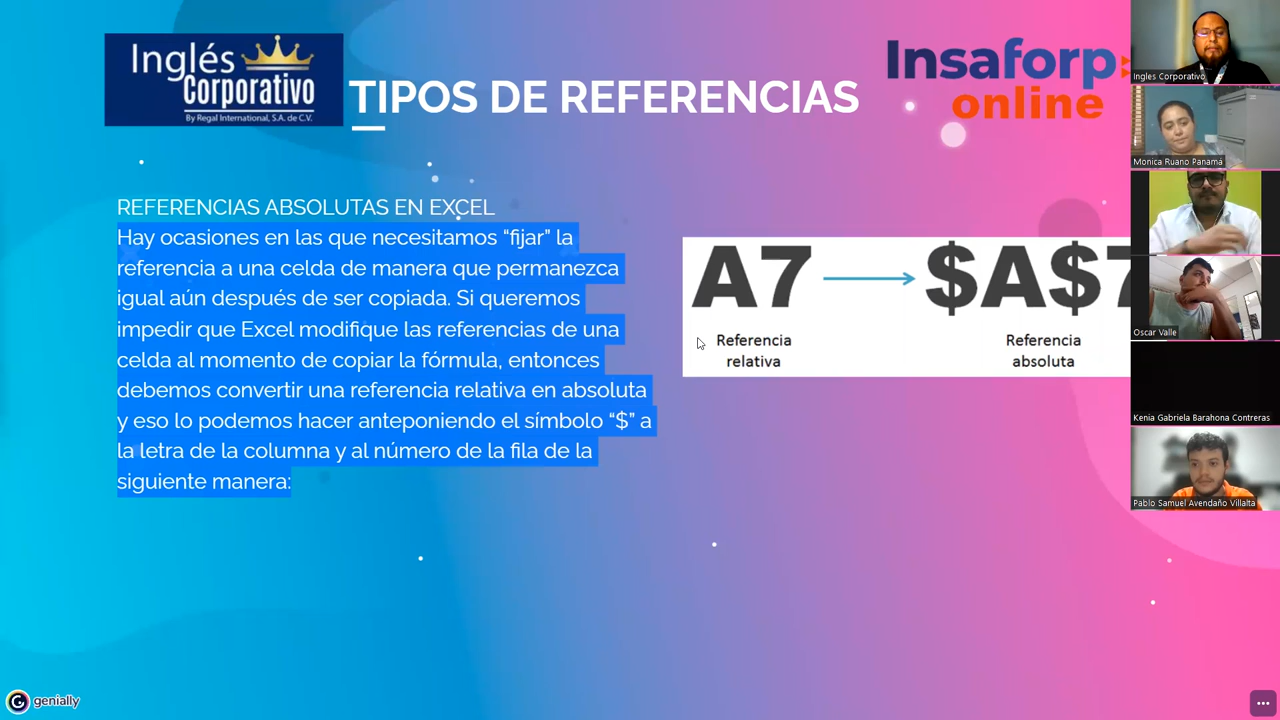 Inglés
Corporativo
By Regal International, S.A. de C.V.
TIPOS DE REFERENCIAS
Insaforp
online
REFERENCIAS ABSOLUTAS EN EXCEL
Hay ocasiones en las que necesitamos “fijar” la
referencia a una celda de manera que permanezca
igual aún después de ser copiada. Si queremos
impedir que Excel modifique las referencias de una
celda al momento de copiar la fórmula, entonces
debemos convertir una referencia relativa en absoluta
y eso lo podemos hacer anteponiendo el símbolo “$” a
la letra de la columna y al número de la fila de la
siguiente manera:
A7
$A$7
Referencia
relativa
Referencia
absoluta
Ingles Corporativo
Monica Ruano Panamá
Oscar Valle
Kenia Gabriela Barahona Contreras
Pablo Samuel Avendaño Villalta
genially